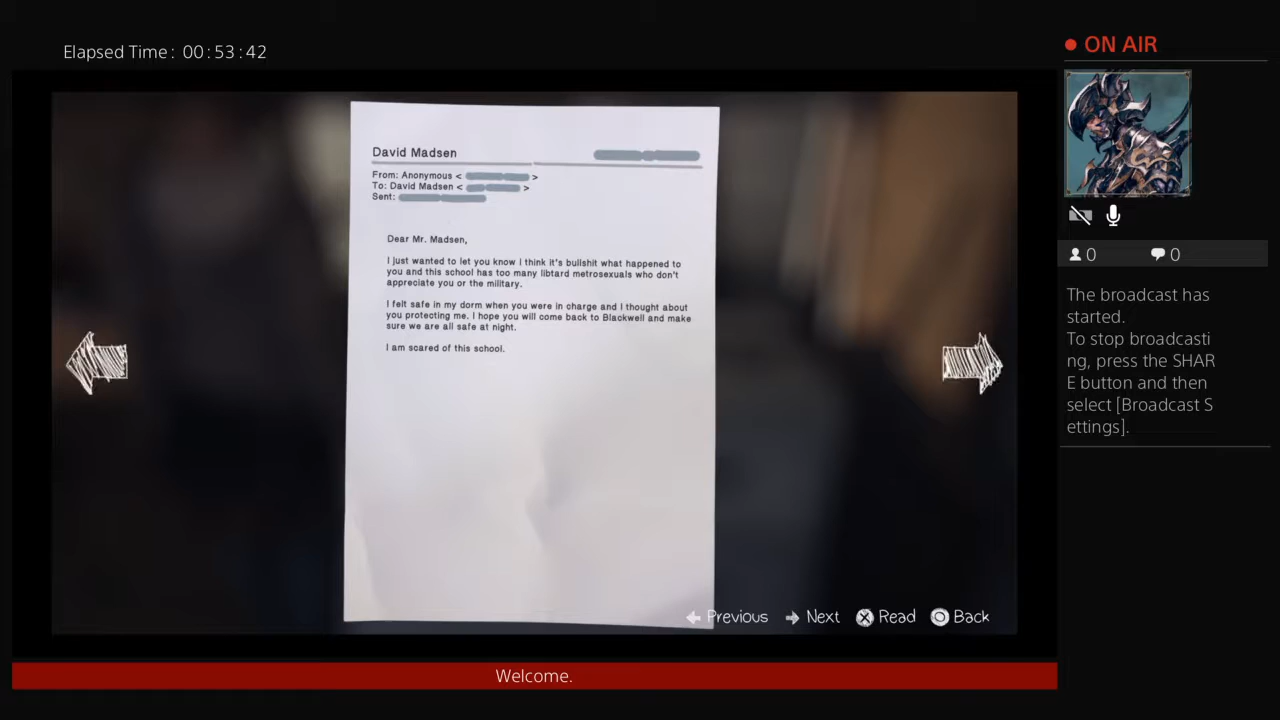 Elapsed Time: 00:53:42
ON AIR
David Madsen
From: Anonymous < >
To: David Madsen < >
Sent:
Dear Mr. Madsen,
I just wanted to let you know I think it's bullshit what happened to
you and this school has too many libtard metrosexuals who don't
appreciate you or the military.
I felt safe in my dorm when you were in charge and I thought about
you protecting me. I hope you will come back to Blackwell and make
sure we are all safe at night.
I am scared of this school.
0 0
The broadcast has
started.
To stop broadcasti
ng, press the SHAR
E button and then
select [Broadcast S
ettings].
Previous Next Read Back
Welcome.